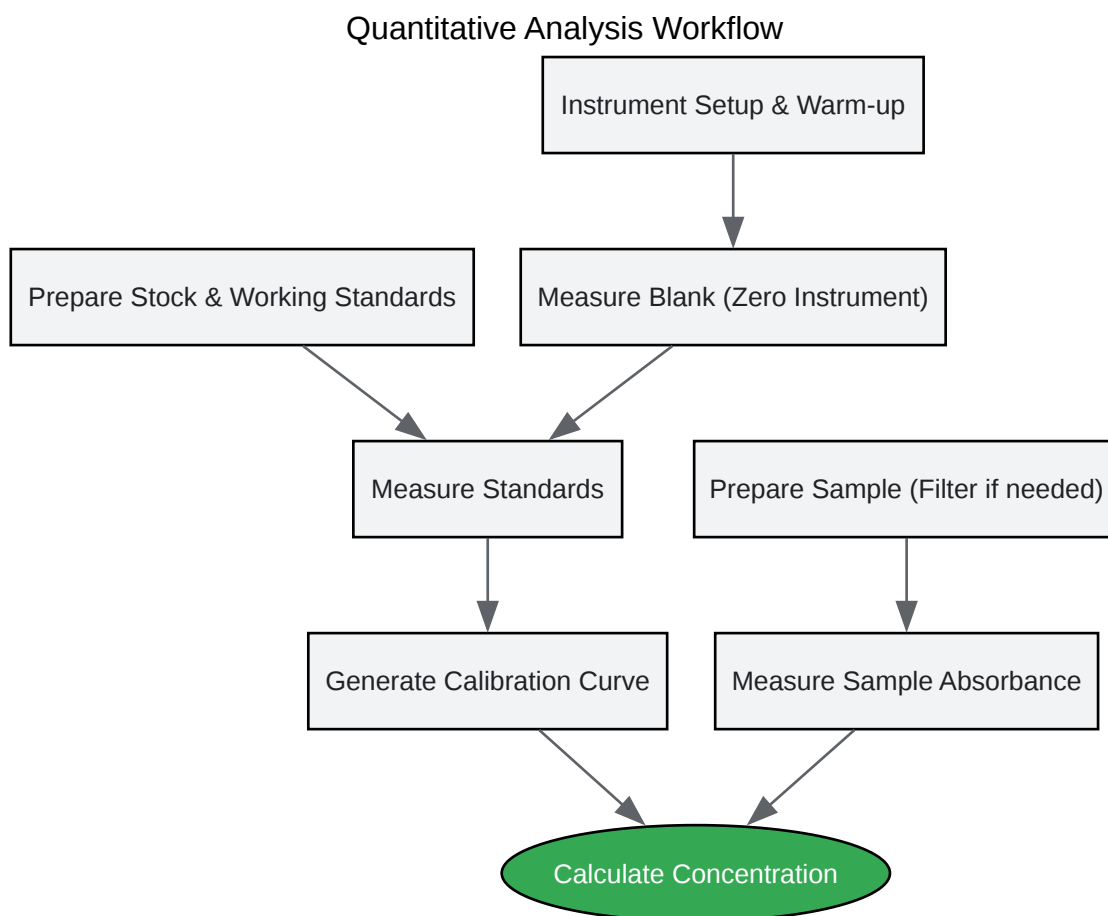 Quantitative Analysis Workflow
Instrument Setup & Warm-up
Prepare Stock & Working Standards
Measure Blank (Zero Instrument)
Measure Standards
Prepare Sample (Filter if needed)
Generate Calibration Curve
Measure Sample Absorbance
Calculate Concentration